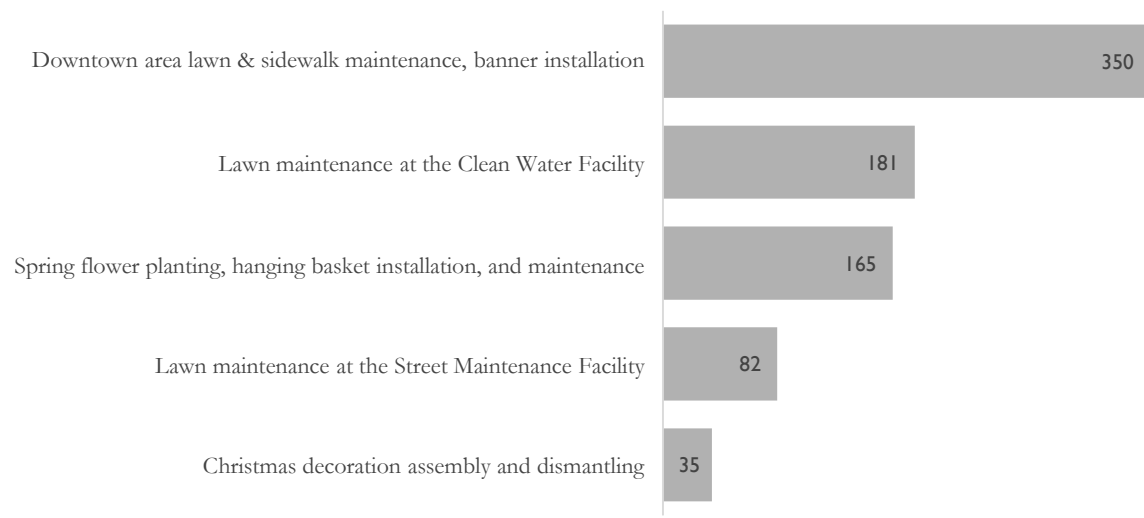 Downtown area lawn & sidewalk maintenance, banner installation
350
Lawn maintenance at the Clean Water Facility
181
Spring flower planting, hanging basket installation, and maintenance
165
Lawn maintenance at the Street Maintenance Facility
82
Christmas decoration assembly and dismantling
35